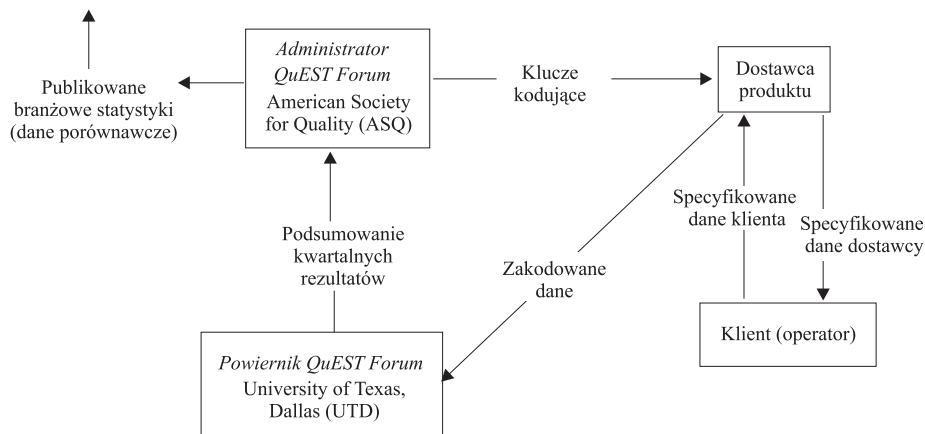 Administrator
QuEST Forum
American Society
for Quality (ASQ)
Publikowane
branżowe statystyki
(dane porównawcze)
Klucze
kodujące
Dostawca
produktu
Podsumowanie
kwartalnych
rezultatów
Zakodowane
dane
Specyfikowane
dane klienta
Specyfikowane
dane dostawcy
Powiernik QuEST Forum
University of Texas,
Dallas (UTD)
Klient (operator)